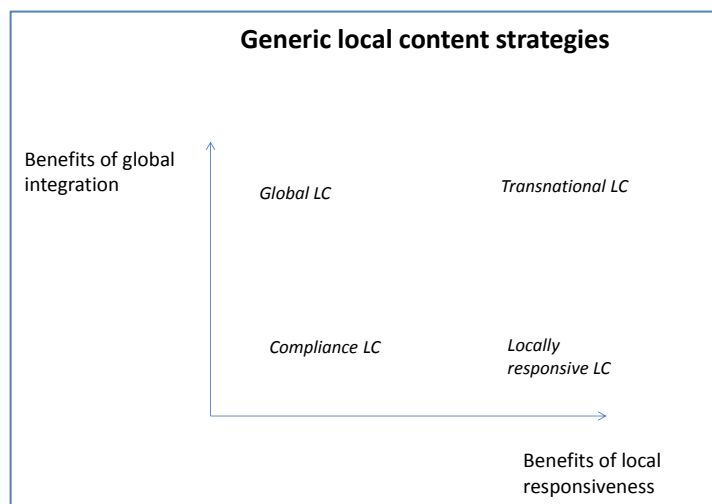 Generic local content strategies
Benefits of global
integration
Global LC
Transnational LC
Compliance LC
Locally
responsive LC
Benefits of local
responsiveness